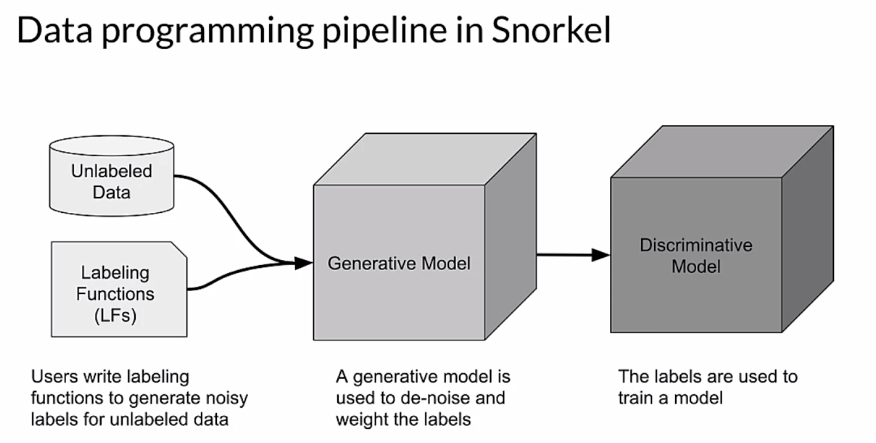 Data programming pipeline in Snorkel
Unlabeled
Data
Labeling
Functions
(LFs)
Generative Model
Discriminative
Model
Users write labeling
functions to generate noisy
labels for unlabeled data
A generative model is
used to de-noise and
weight the labels
The labels are used to
train a model